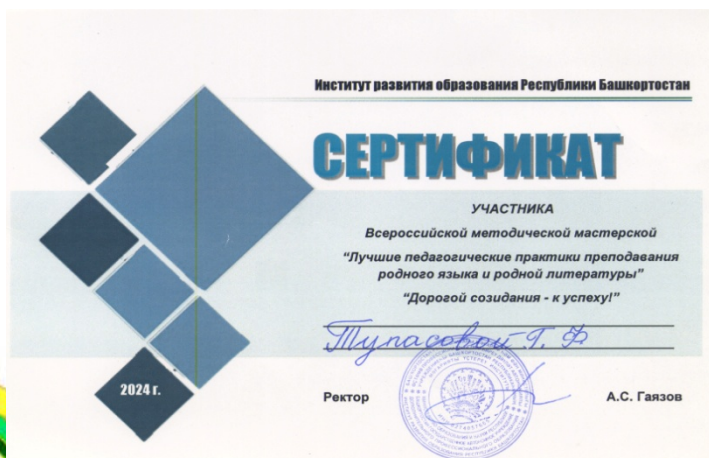 Институт развития образования Республики Башкортостан
СЕРТИФИКАТ
УЧАСТНИКА
Всероссийской методической мастерской
“Лучшие педагогические практики преподавания
родного языка и родной литературы”
“Дорогой созидания - к успеху!”
Тупасовой Г. Ф
2024 г.
Ректор
А.С. Гаязов